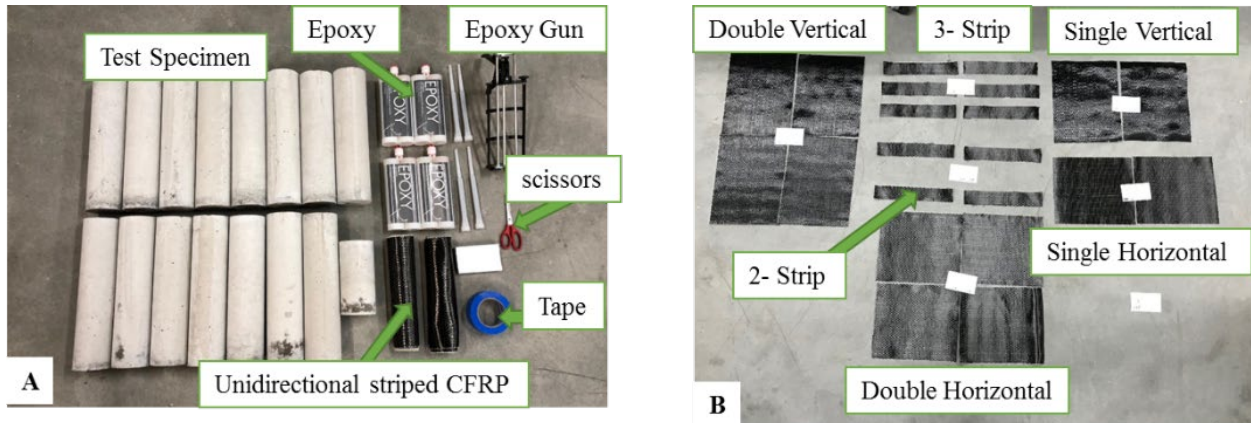 Epoxy
Epoxy Gun
Test Specimen
EPOXY
EPOXY
EPOXY
EPOXY
scissors
Tape
Unidirectional striped CFRP
A
Double Vertical
3- Strip
Single Vertical
2- Strip
Single Horizontal
Double Horizontal
B